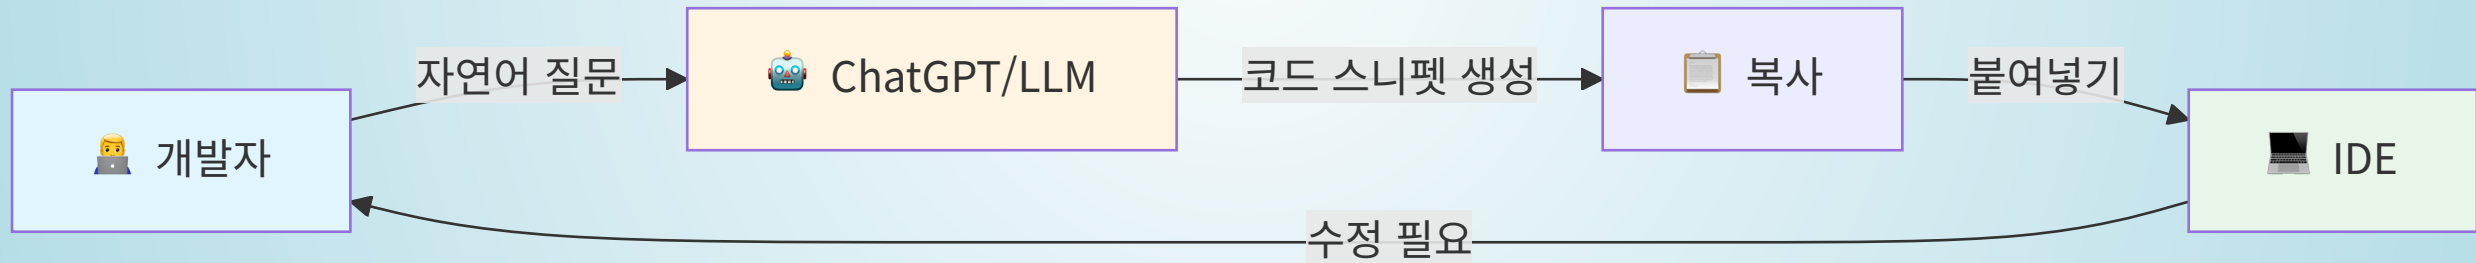 자연어 질문
ChatGPT/LLM
코드 스니펫 생성
복사
붙여넣기
개발자
IDE
수정 필요